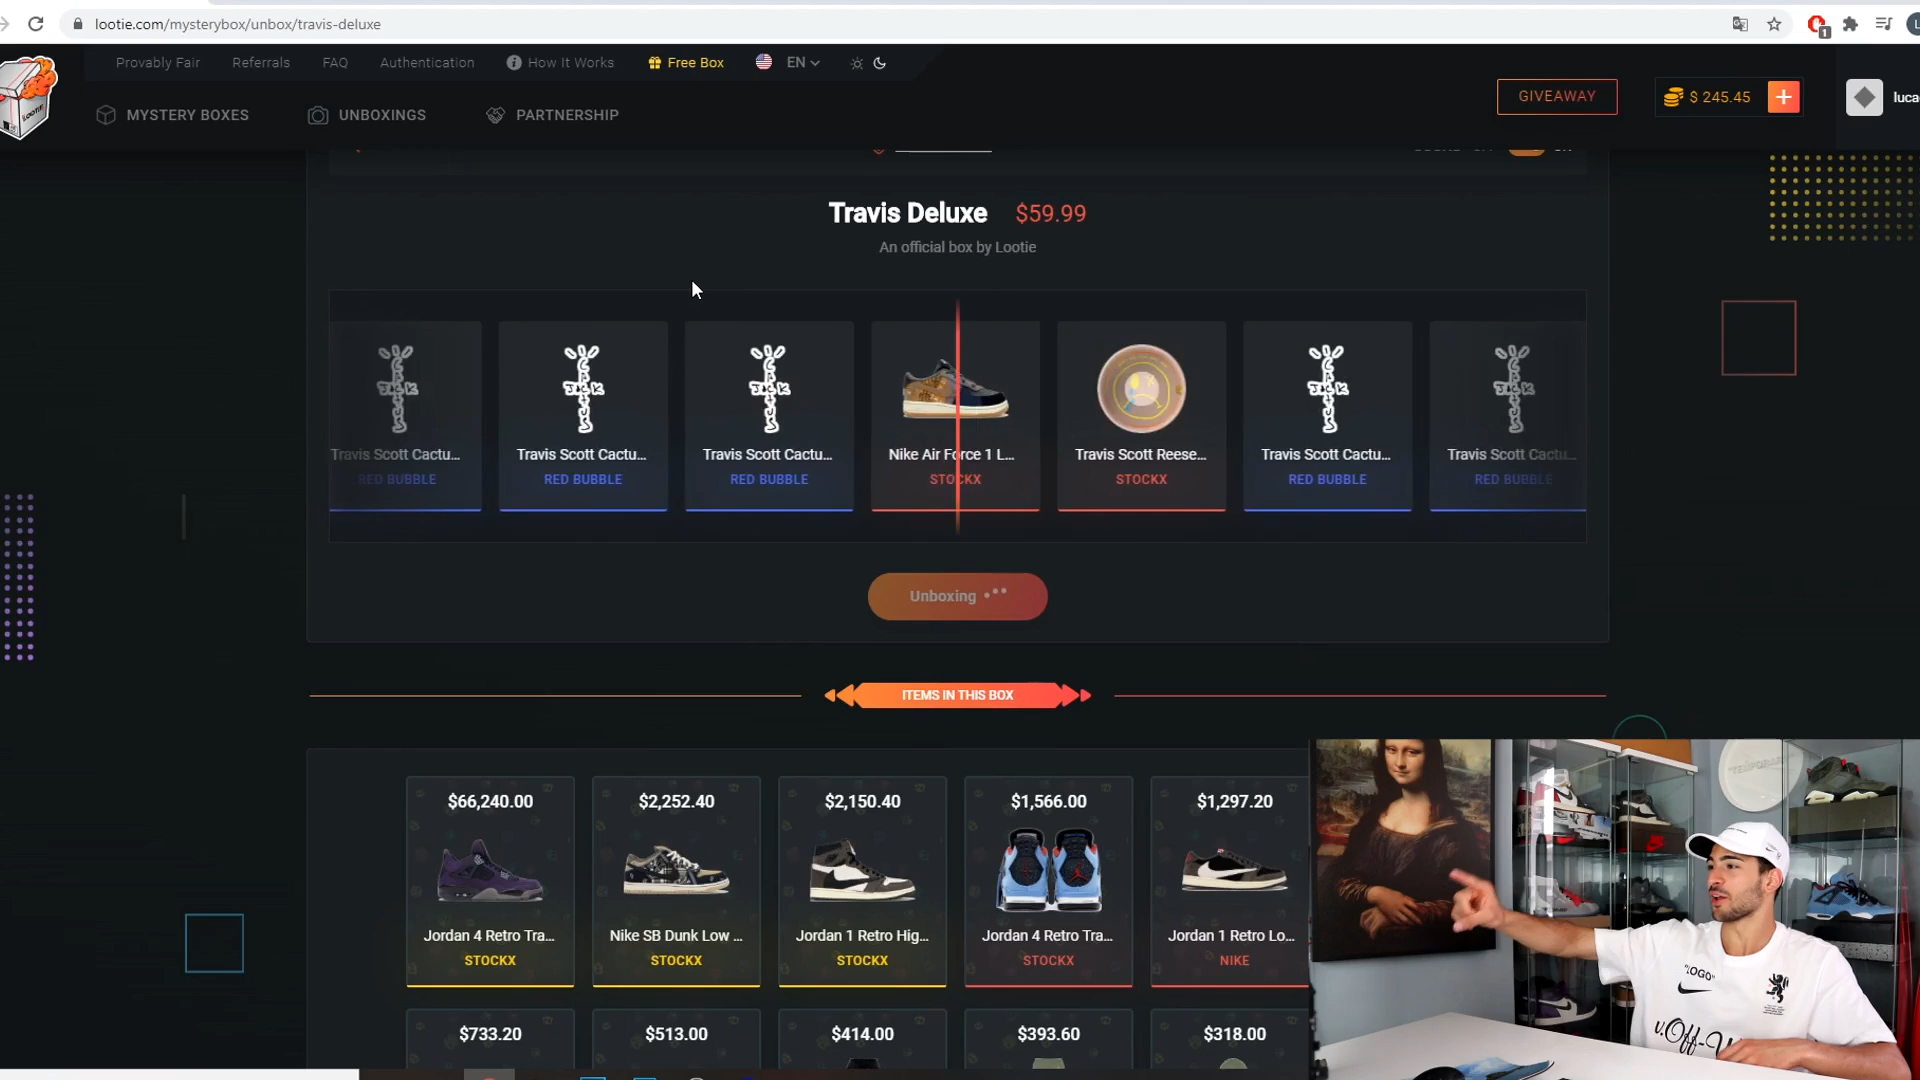 lootie.com/mysterybox/unbox/travis-deluxe
1
Provably Fair
Referrals
FAQ
Authentication
How It Works
Free Box
EN
LOOTIE
MYSTERY BOXES
UNBOXINGS
PARTNERSHIP
GIVEAWAY
$ 245.45
Travis Deluxe $59.99
An official box by Lootie
Travis Scott Cactu...
RED BUBBLE
Travis Scott Cactu...
RED BUBBLE
Travis Scott Cactu...
RED BUBBLE
Nike Air Force 1 L...
STOCKX
Travis Scott Reese...
STOCKX
Travis Scott Cactu...
RED BUBBLE
Travis Scott Cactu...
RED BUBBLE
Unboxing
ITEMS IN THIS BOX
$66,240.00
Jordan 4 Retro Tra...
STOCKX
$2,252.40
Nike SB Dunk Low ...
STOCKX
$2,150.40
Jordan 1 Retro Hig...
STOCKX
$1,566.00
Jordan 4 Retro Tra...
STOCKX
$1,297.20
Jordan 1 Retro Lo...
NIKE
$733.20
$513.00
$414.00
$393.60
$318.00
"TEMPORARY"
"LOGO"